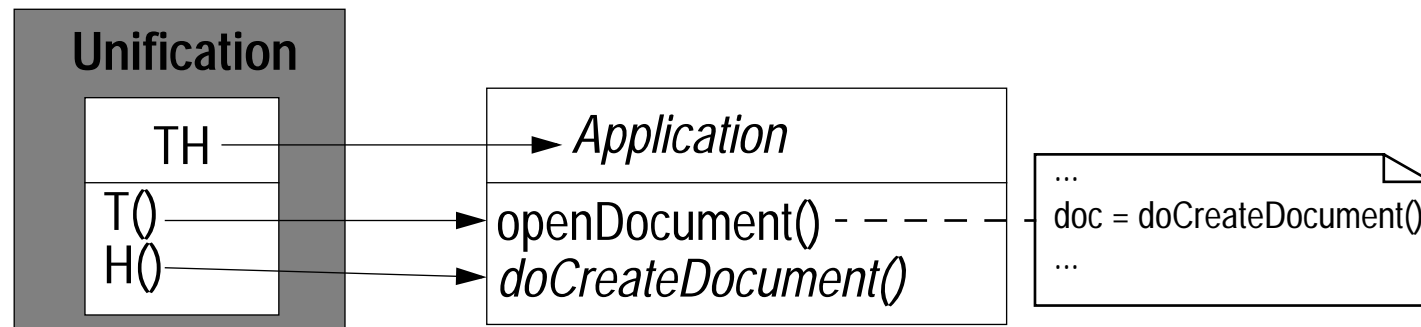 Unification
TH
T()
H()
Application
openDocument()
doCreateDocument()
...
doc = doCreateDocument()
...